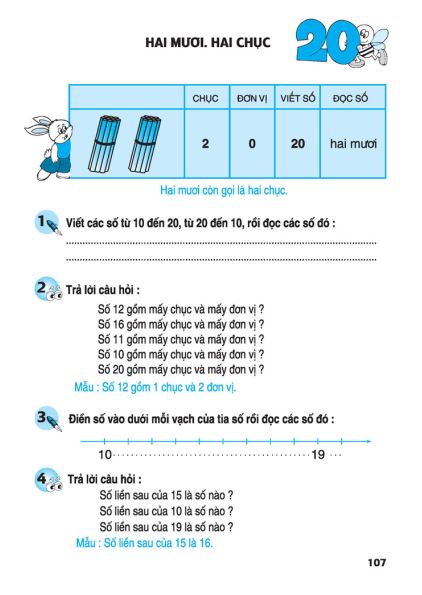 HAI MƯƠI. HAI CHỤC
20
CHỤC ĐƠN VỊ VIẾT SỐ ĐỌC SỐ
2 0 20 hai mươi
Hai mươi còn gọi là hai chục.
1 Viết các số từ 10 đến 20, từ 20 đến 10, rồi đọc các số đó :
2 Trả lời câu hỏi :
Số 12 gồm mấy chục và mấy đơn vị ?
Số 16 gồm mấy chục và mấy đơn vị ?
Số 11 gồm mấy chục và mấy đơn vị ?
Số 10 gồm mấy chục và mấy đơn vị ?
Số 20 gồm mấy chục và mấy đơn vị ?
Mẫu : Số 12 gồm 1 chục và 2 đơn vị.
3 Điền số vào dưới mỗi vạch của tia số rồi đọc các số đó :
10 19
4 Trả lời câu hỏi :
Số liền sau của 15 là số nào ?
Số liền sau của 10 là số nào ?
Số liền sau của 19 là số nào ?
Mẫu : Số liền sau của 15 là 16.
107